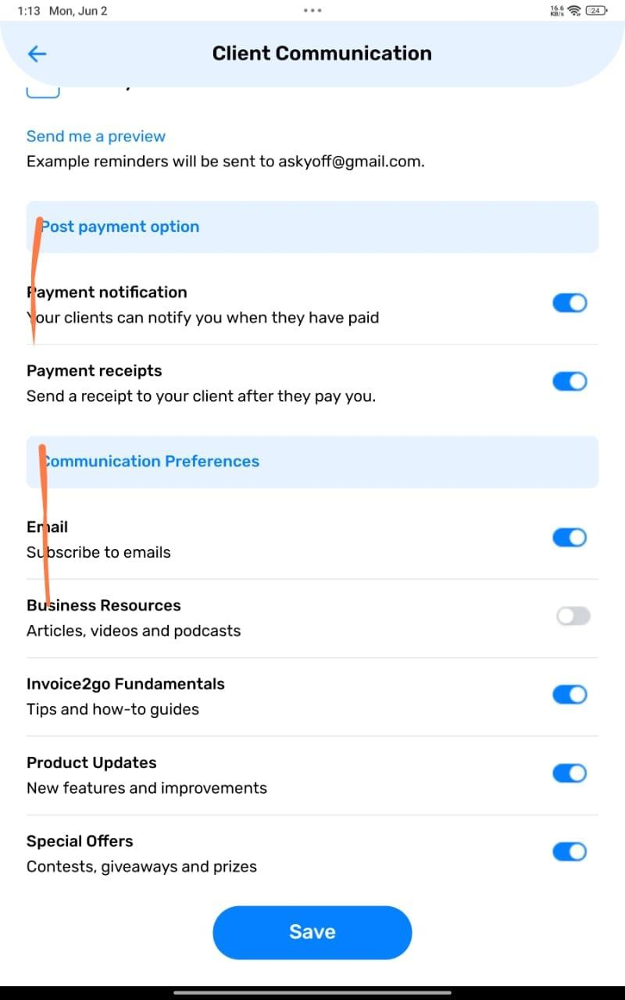 1:13 Mon, Jun 2
16.6
KB/s
24
Client Communication
Send me a preview
Example reminders will be sent to askyoff@gmail.com.
Post payment option
Payment notification
Your clients can notify you when they have paid
Payment receipts
Send a receipt to your client after they pay you.
Communication Preferences
Email
Subscribe to emails
Business Resources
Articles, videos and podcasts
Invoice2go Fundamentals
Tips and how-to guides
Product Updates
New features and improvements
Special Offers
Contests, giveaways and prizes
Save